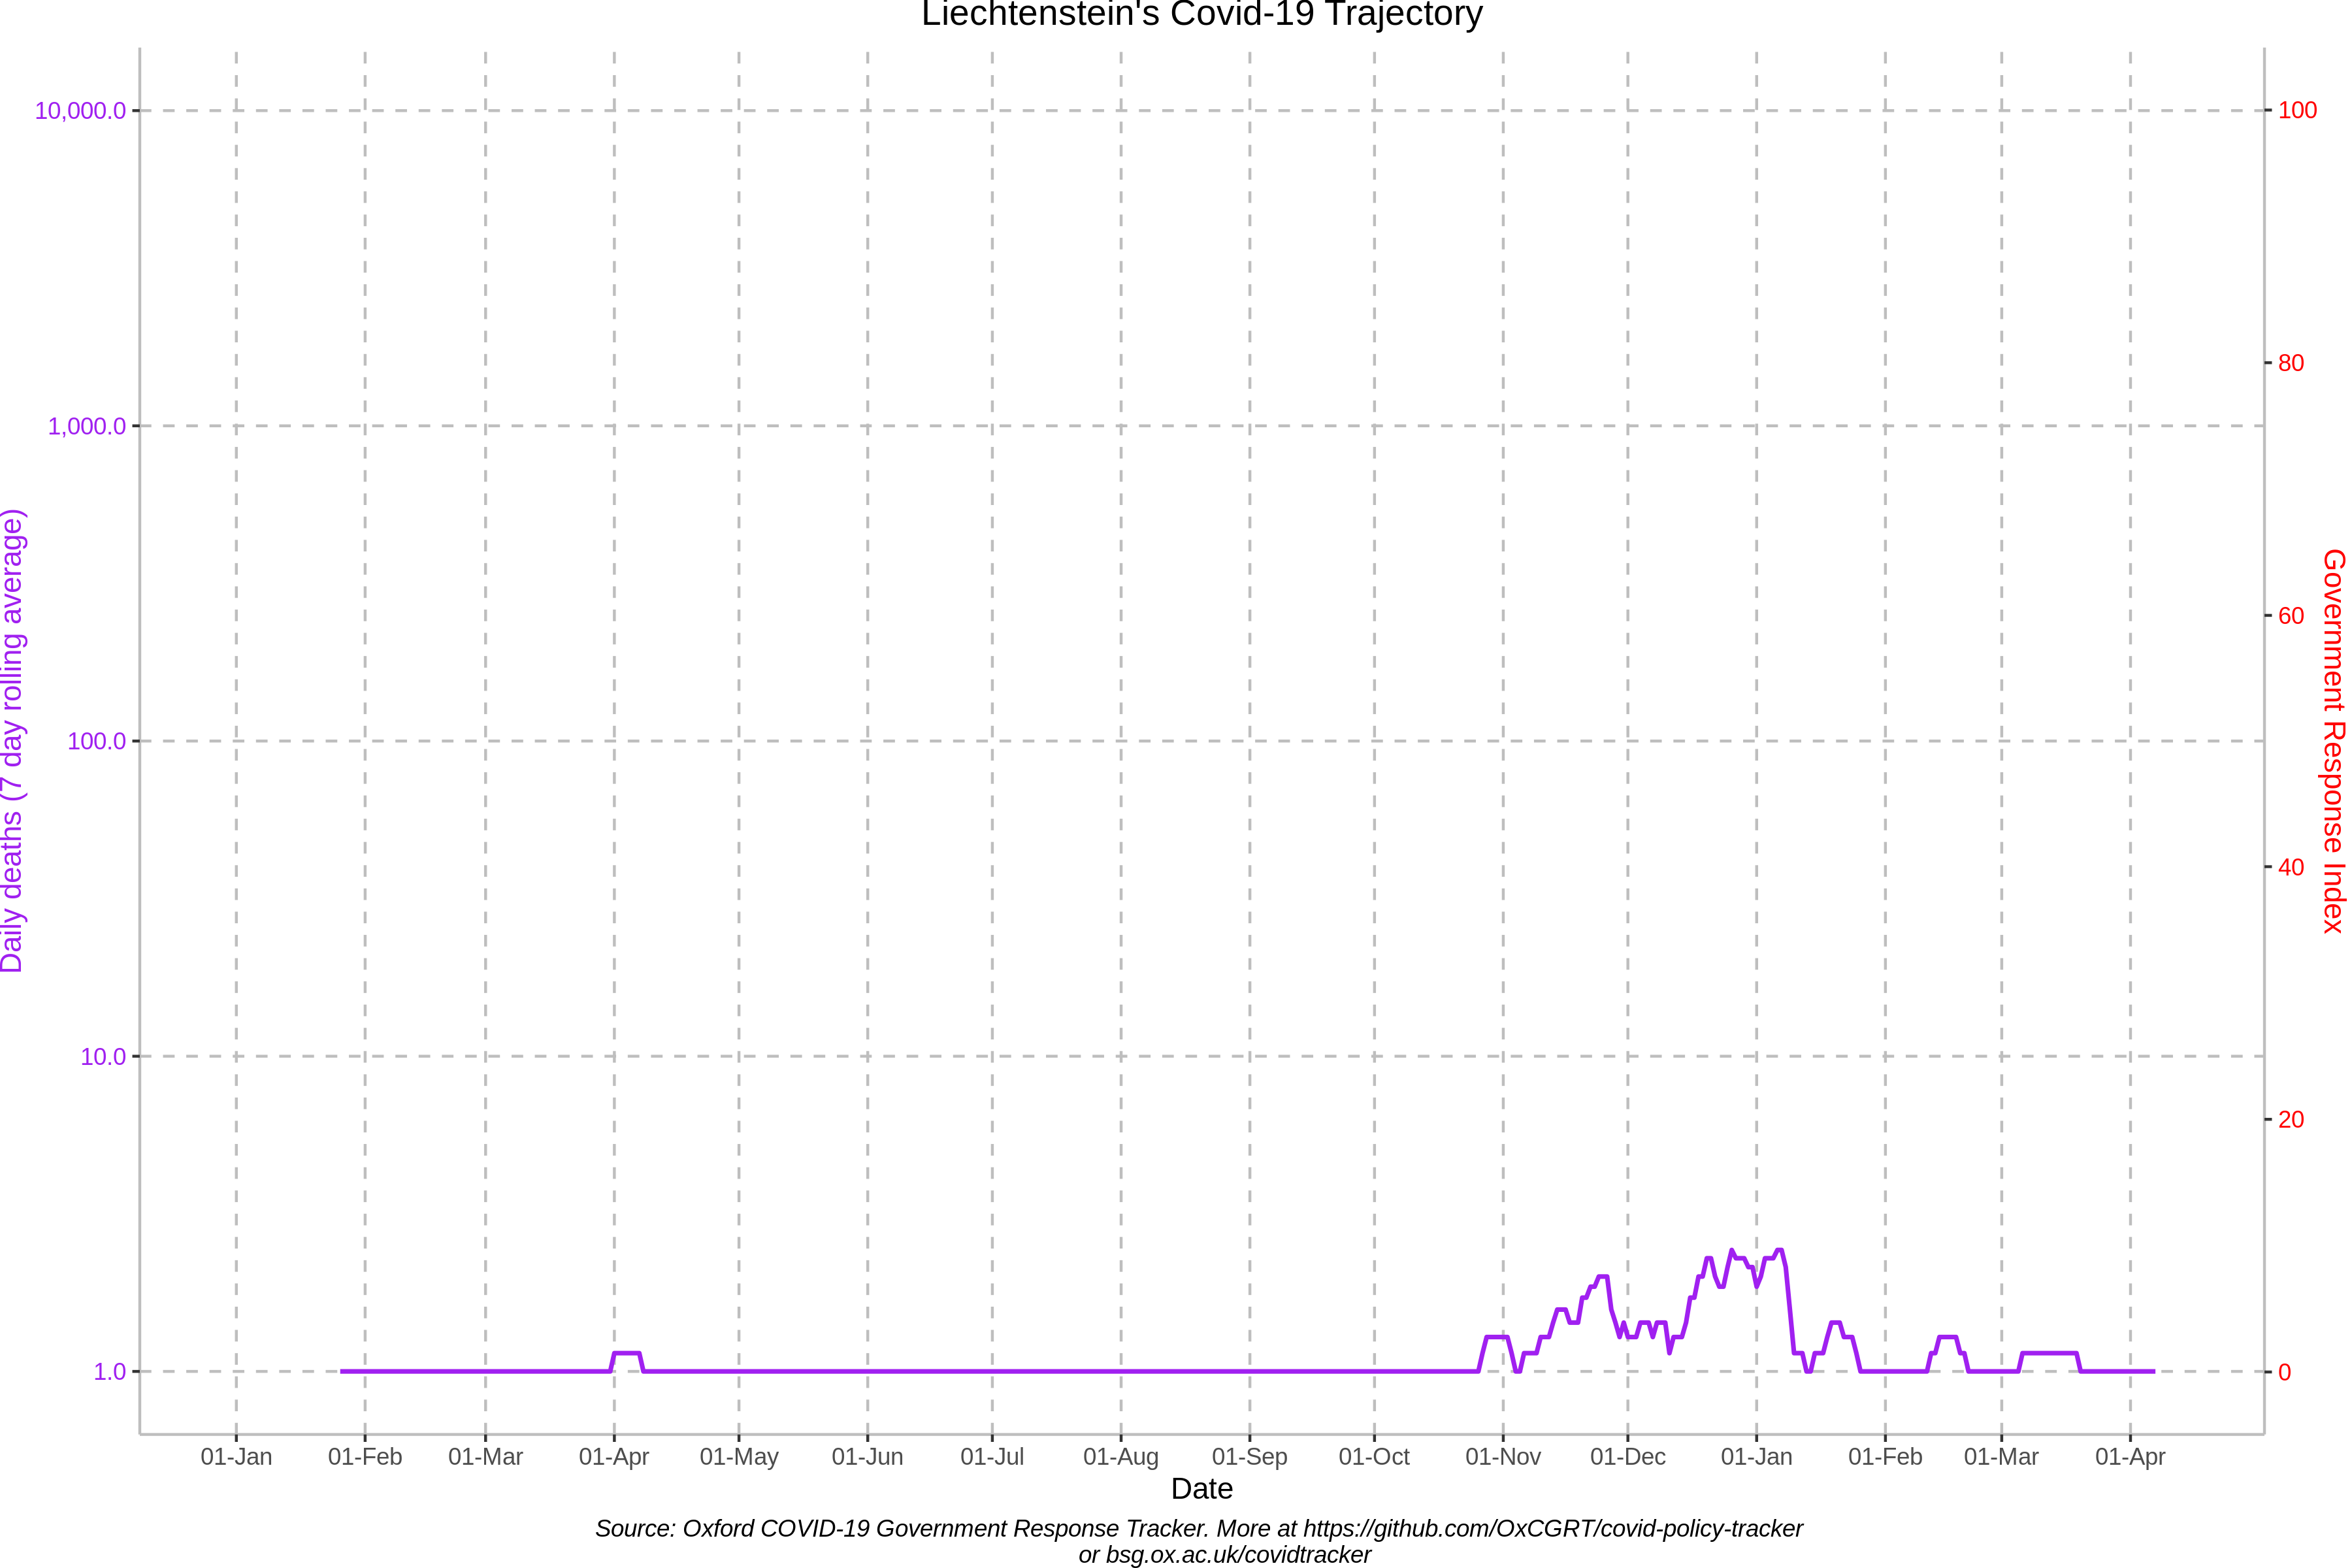 Liechtenstein's Covid-19 Trajectory
10,000.0
1,000.0
100.0
10.0
1.0
Daily deaths (7 day rolling average)
100
80
60
40
20
0
Government Response Index
01-Jan 01-Feb 01-Mar 01-Apr 01-May 01-Jun 01-Jul 01-Aug 01-Sep 01-Oct 01-Nov 01-Dec 01-Jan 01-Feb 01-Mar 01-Apr
Date
Source: Oxford COVID-19 Government Response Tracker. More at https://github.com/OxCGRT/covid-policy-tracker
or bsg.ox.ac.uk/covidtracker